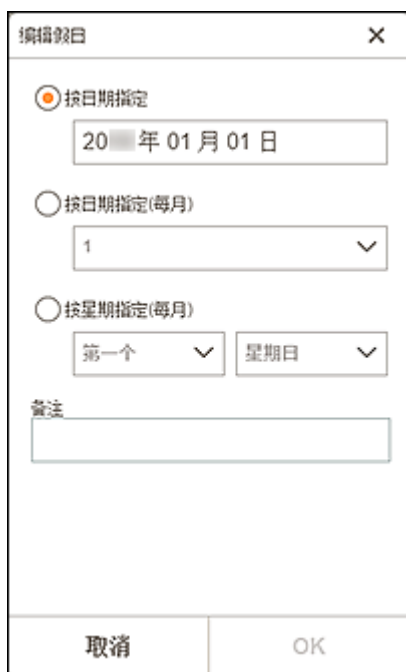 编辑假日
按日期指定
20 年 01 月 01 日
按日期指定(每月)
1
按星期指定(每月)
第一个 星期日
备注
取消 OK